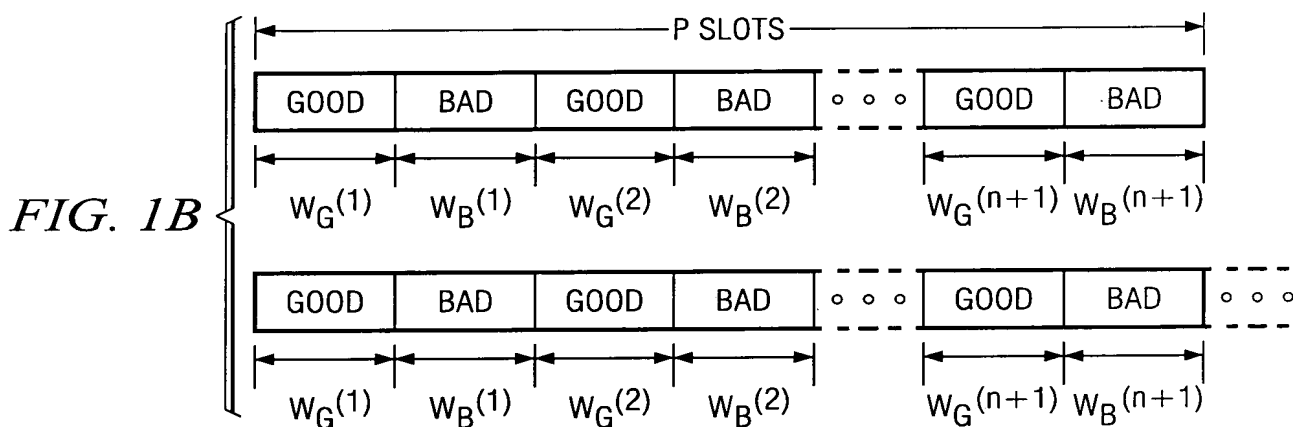 P SLOTS
GOOD BAD GOOD BAD GOOD BAD
W_G^(1) W_B^(1) W_G^(2) W_B^(2) W_G^(n+1) W_B^(n+1)
FIG. 1B
GOOD BAD GOOD BAD GOOD BAD
W_G^(1) W_B^(1) W_G^(2) W_B^(2) W_G^(n+1) W_B^(n+1)